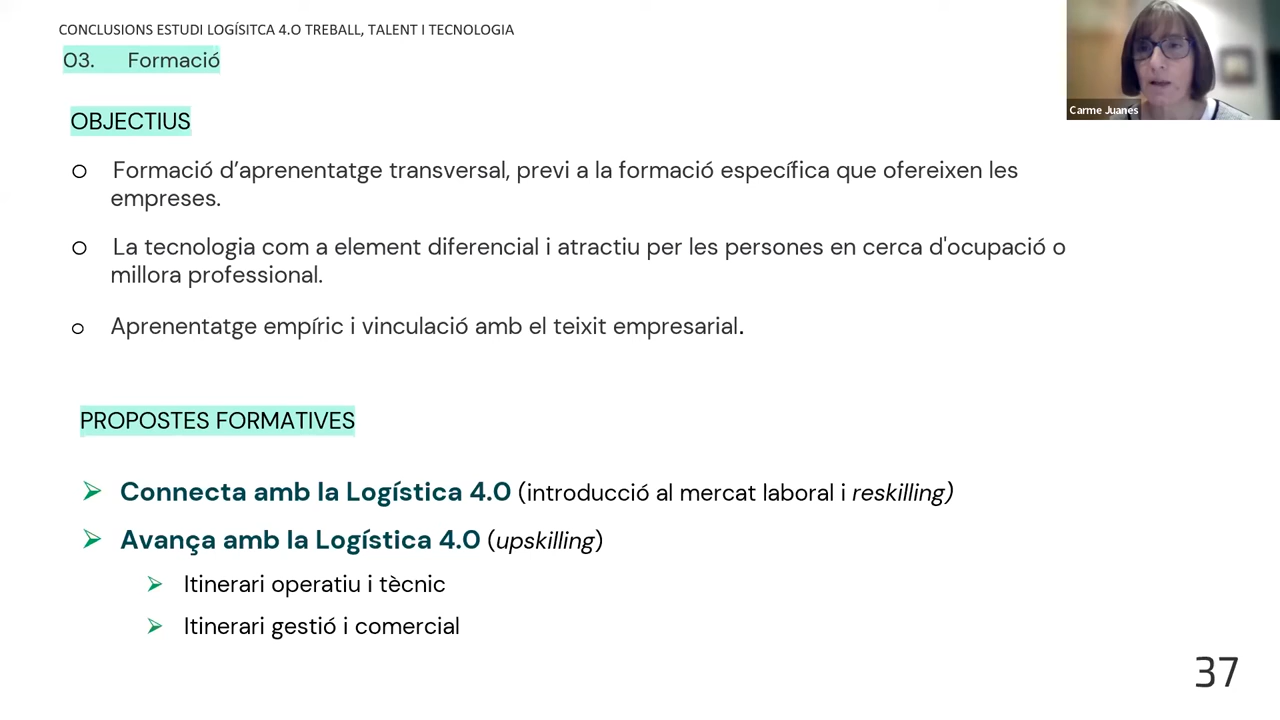 CONCLUSIONS ESTUDI LOGÍSITCA 4.O TREBALL, TALENT I TECNOLOGIA
03. Formació
Carme Juanes
OBJECTIUS
o Formació d’aprenentatge transversal, previ a la formació específica que ofereixen les
empreses.
o La tecnologia com a element diferencial i atractiu per les persones en cerca d'ocupació o
millora professional.
o Aprenentatge empíric i vinculació amb el teixit empresarial.
PROPOSTES FORMATIVES
➢ Connecta amb la Logística 4.0 (introducció al mercat laboral i reskilling)
➢ Avança amb la Logística 4.0 (upskilling)
➢ Itinerari operatiu i tècnic
➢ Itinerari gestió i comercial
37